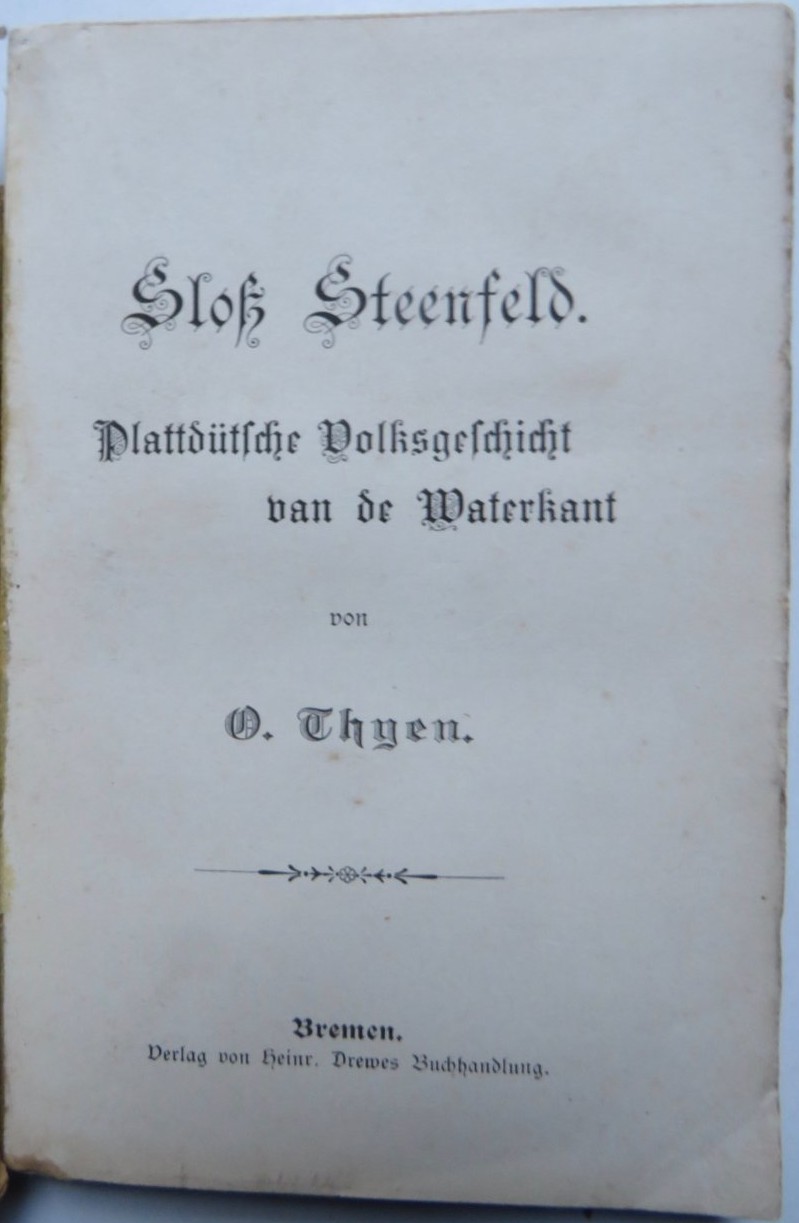 Sloß Steenfeld.
Plattdütsche Volksgeschicht
van de Waterkant
von
O. Thyen.
Bremen.
Verlag von Heinr. Drewes Buchhandlung.